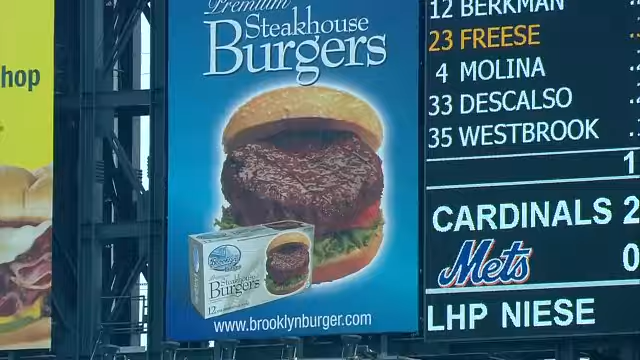 hop
Premium
Steakhouse
Burgers
Steakhouse
Burgers
12
www.brooklynburger.com
12 BERKMAN
23 FREESE
4 MOLINA
33 DESCALSO
35 WESTBROOK
1
CARDINALS 2
Mets 0
LHP NIESE